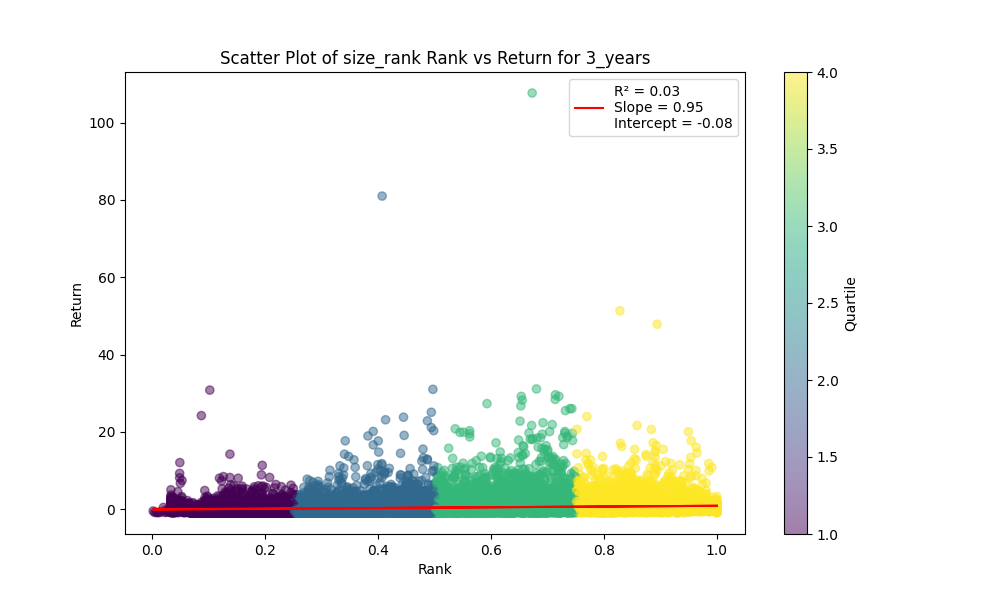 Scatter Plot of size_rank Rank vs Return for 3_years
R² = 0.03
Slope = 0.95
Intercept = -0.08
Return
100
80
60
40
20
0
0.0
0.2
0.4
0.6
0.8
1.0
Rank
4.0
3.5
3.0
2.5
2.0
1.5
1.0
Quartile